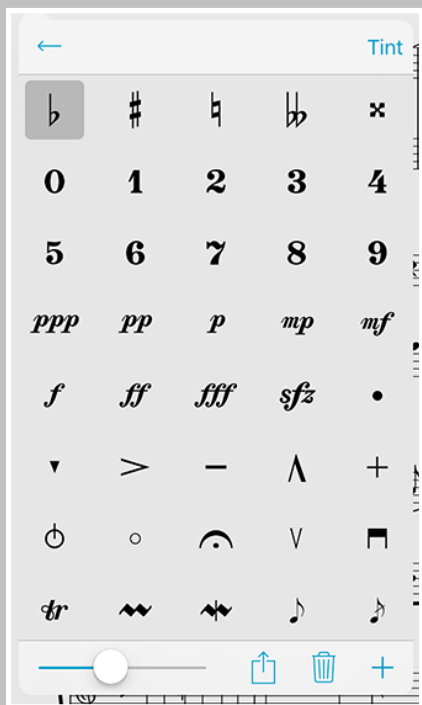 Tint
♭ ♯ ♮ 𝄫 𝄪
0 1 2 3 4
5 6 7 8 9
ppp pp p mp mf
f ff fff sfz
tr